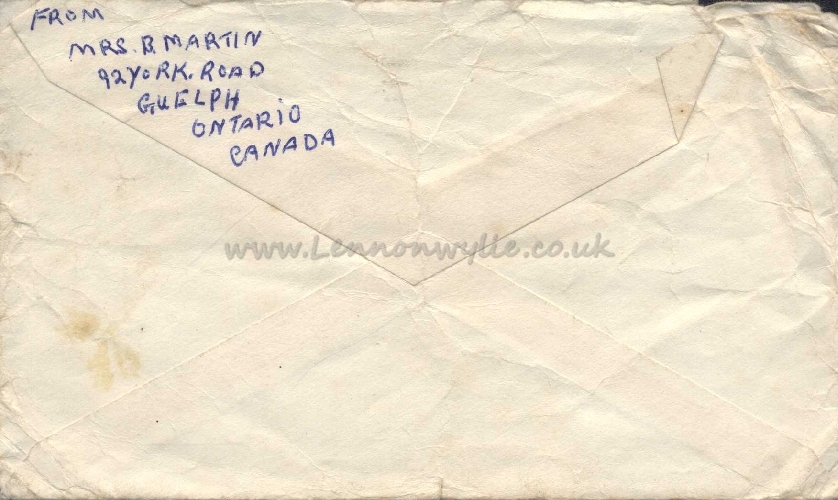 FROM
MRS. B. MARTIN
92 YORK. ROAD
GUELPH
ONTARIO
CANADA
www.Lennonwylie.co.uk